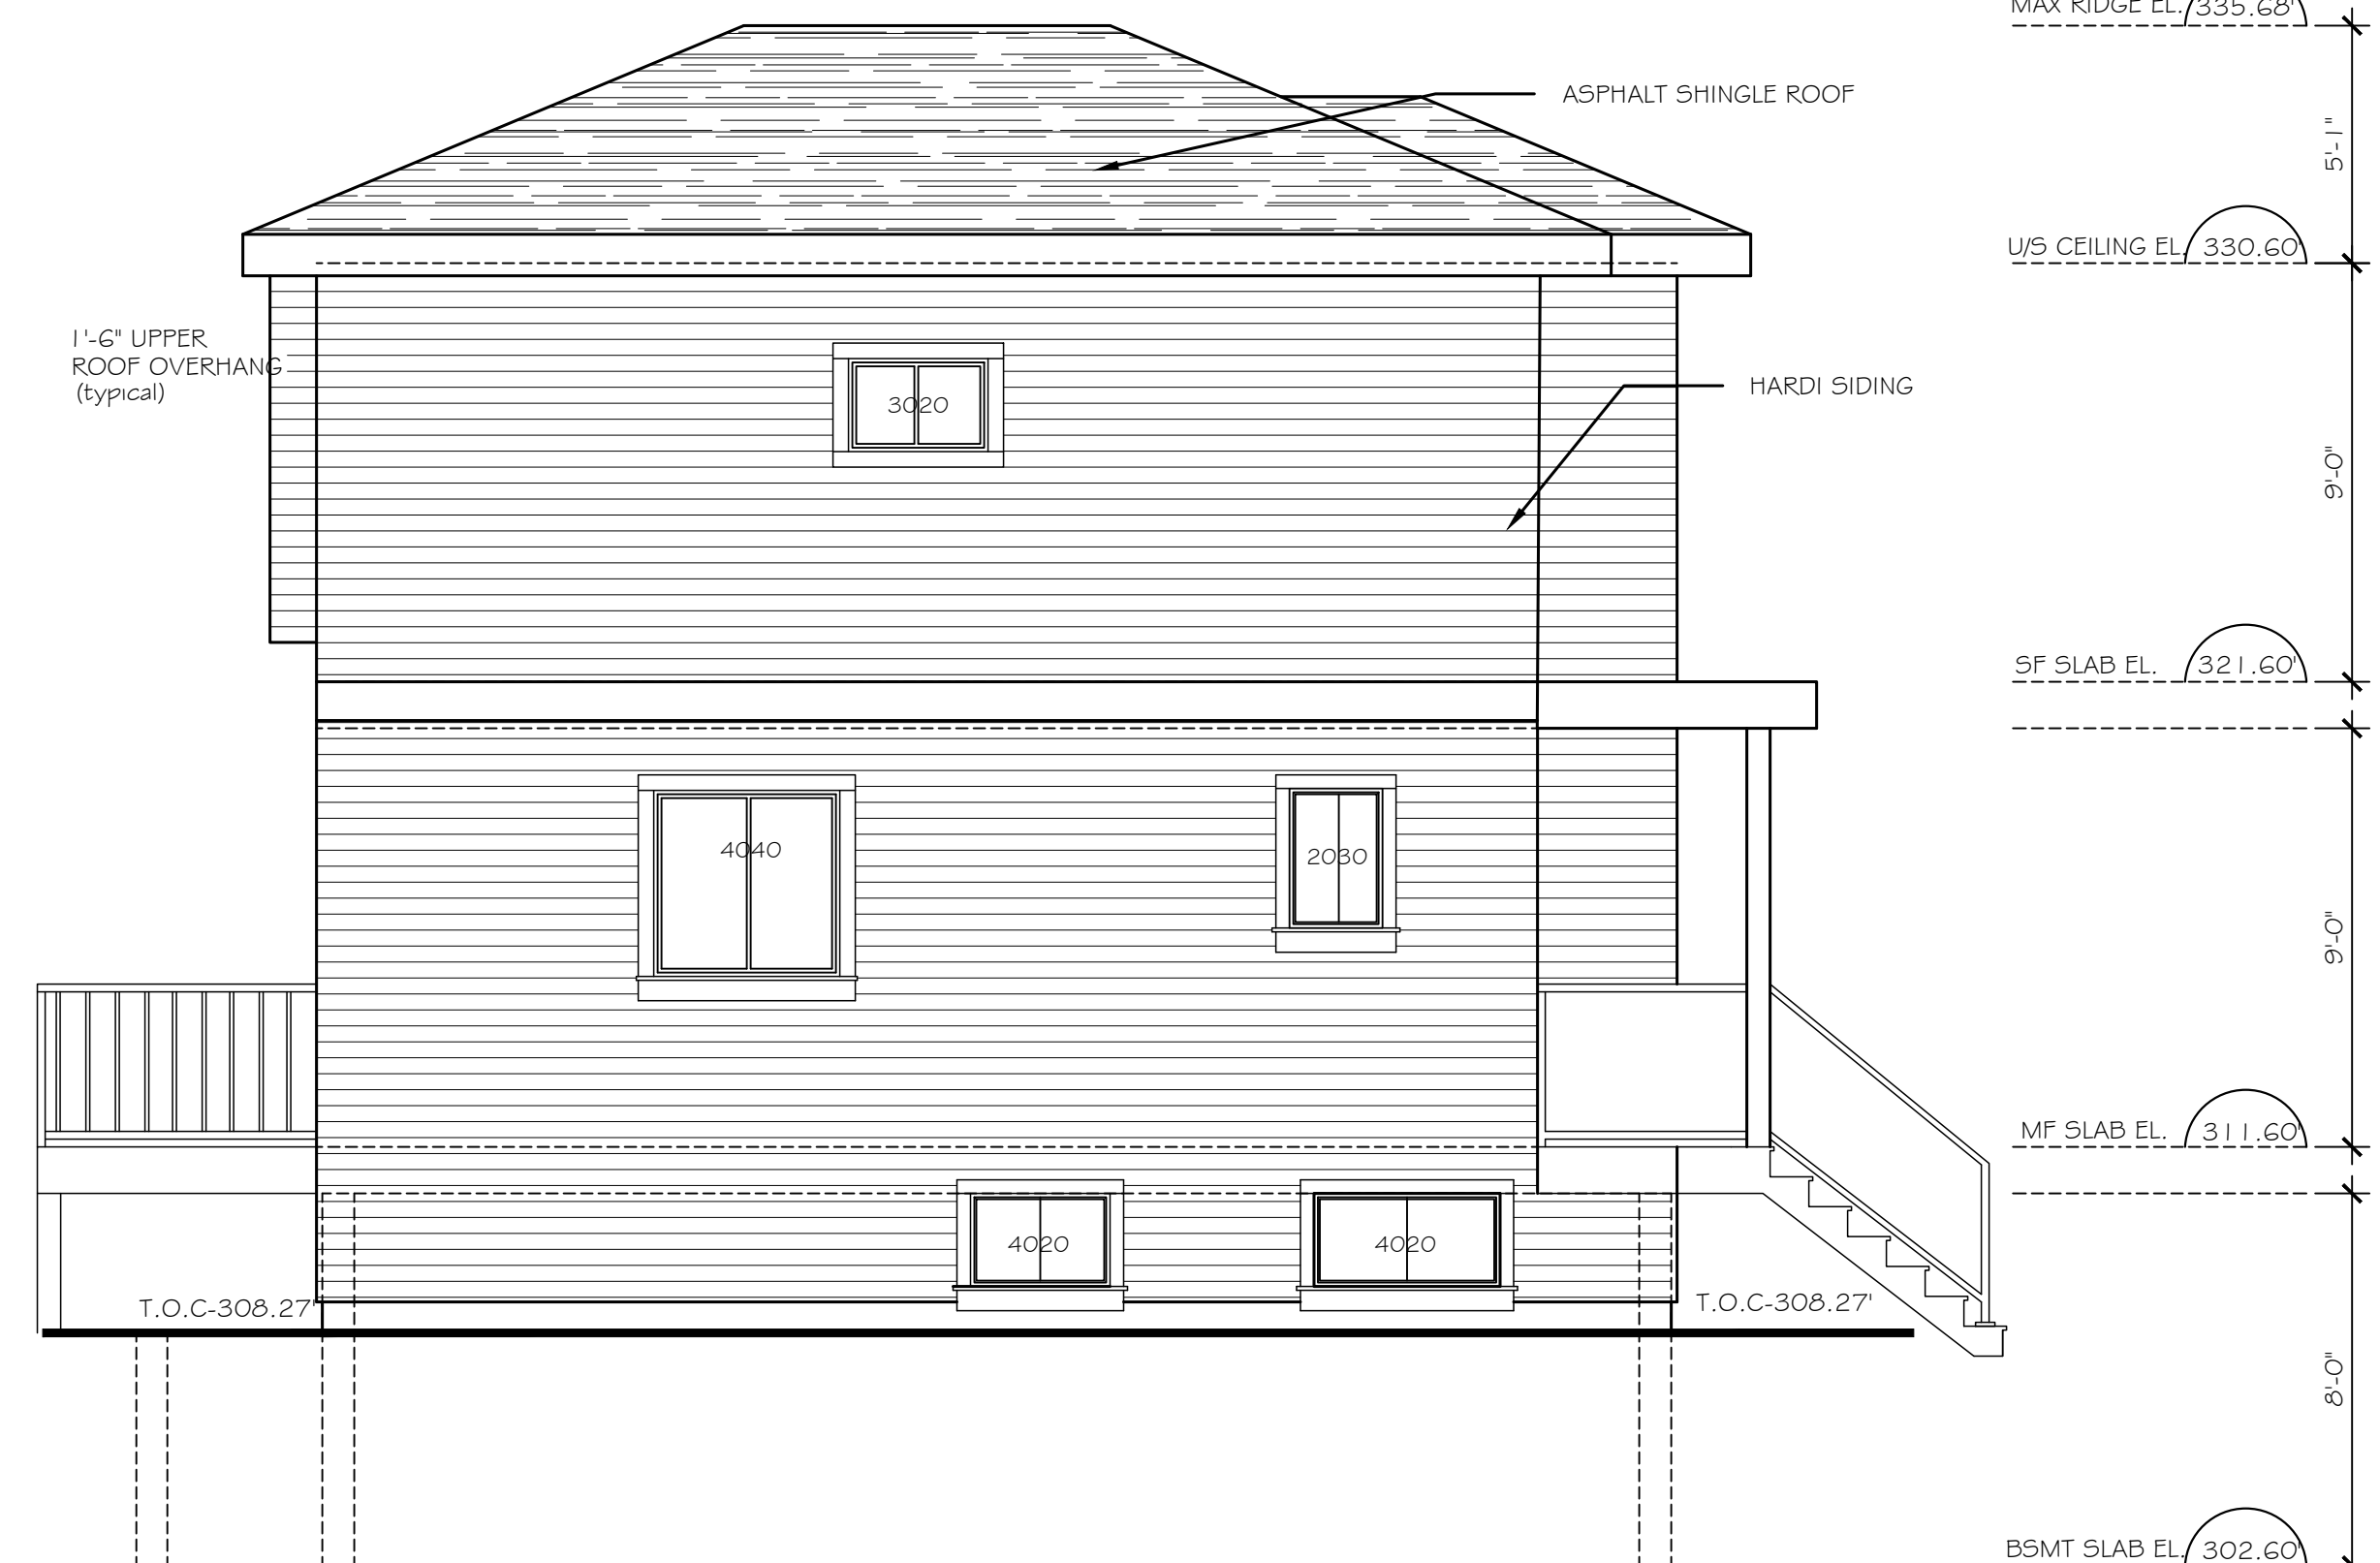 MAX RIDGE EL. 335.68'
ASPHALT SHINGLE ROOF
5'-1"
U/S CEILING EL. 330.60'
1'-6" UPPER
ROOF OVERHANG
(typical)
3020
HARDI SIDING
9'-0"
SF SLAB EL. 321.60'
4040
2030
9'-0"
MF SLAB EL. 311.60'
4020
4020
T.O.C-308.27'
T.O.C-308.27'
8'-0"
BSMT SLAB EL. 302.60'